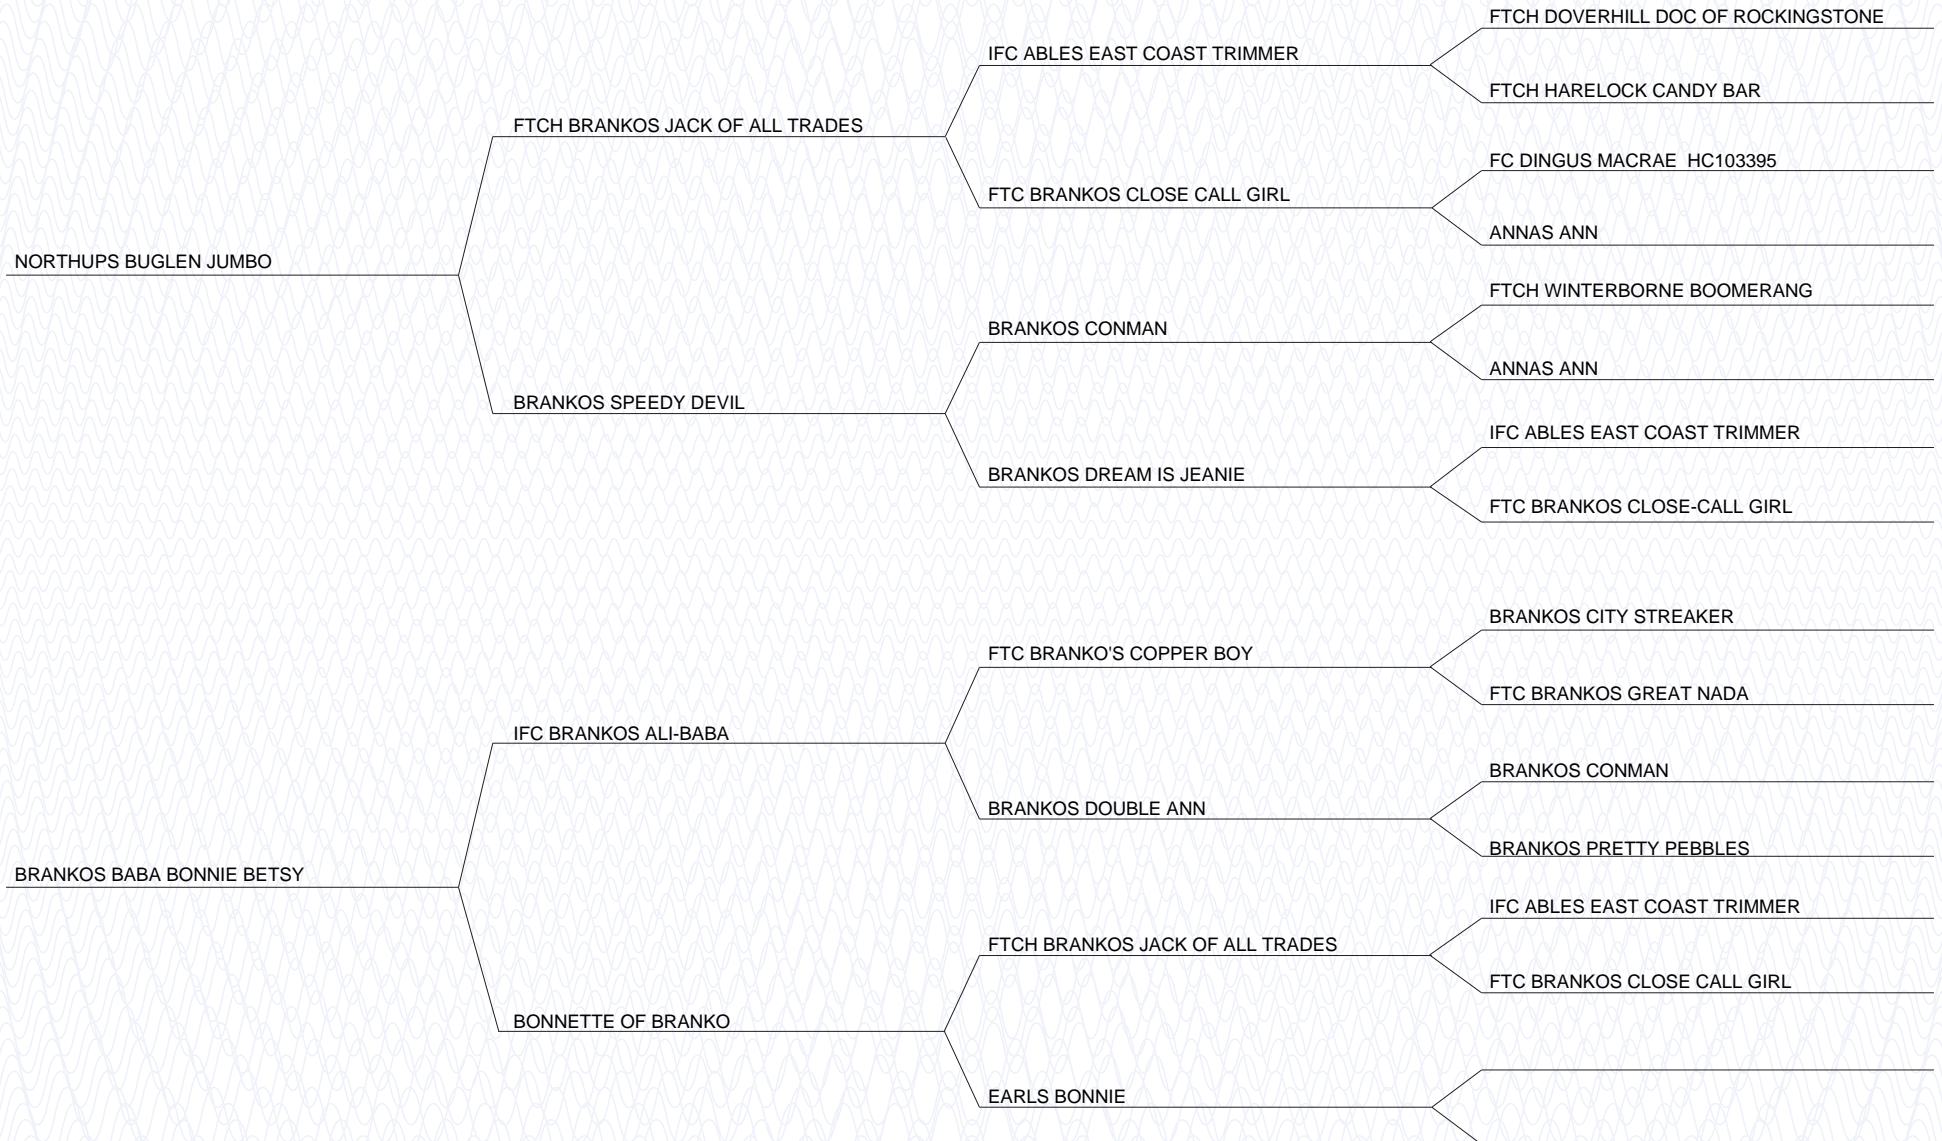 FTCH DOVERHILL DOC OF ROCKINGSTONE
IFC ABLES EAST COAST TRIMMER
FTCH HARELOCK CANDY BAR
FTCH BRANKOS JACK OF ALL TRADES
FC DINGUS MACRAE  HC103395
FTC BRANKOS CLOSE CALL GIRL
ANNAS ANN
NORTHUPS BUGLEN JUMBO
FTCH WINTERBORNE BOOMERANG
BRANKOS CONMAN
ANNAS ANN
BRANKOS SPEEDY DEVIL
IFC ABLES EAST COAST TRIMMER
BRANKOS DREAM IS JEANIE
FTC BRANKOS CLOSE-CALL GIRL
BRANKOS CITY STREAKER
FTC BRANKO'S COPPER BOY
FTC BRANKOS GREAT NADA
IFC BRANKOS ALI-BABA
BRANKOS CONMAN
BRANKOS DOUBLE ANN
BRANKOS PRETTY PEBBLES
BRANKOS BABA BONNIE BETSY
IFC ABLES EAST COAST TRIMMER
FTCH BRANKOS JACK OF ALL TRADES
FTC BRANKOS CLOSE CALL GIRL
BONNETTE OF BRANKO
EARLS BONNIE